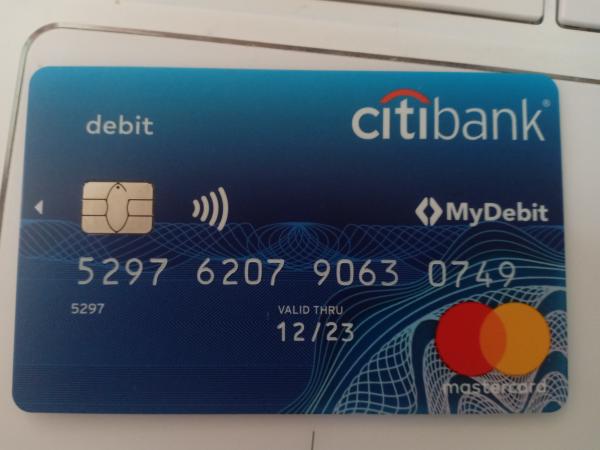 debit
citibank®
MyDebit
5297 6207 9063 0749
5297
VALID THRU
12/23
mastercard